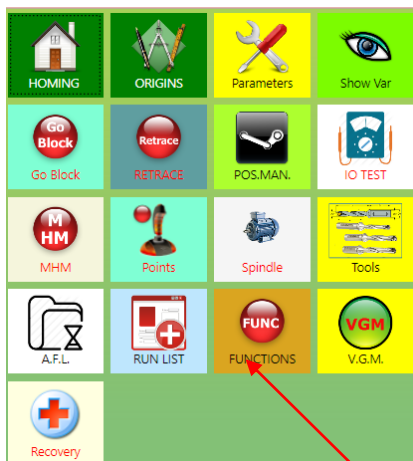 HOMING
ORIGINS
Parameters
Show Var
Go
Block
Go Block
Retrace
RETRACE
POS.MAN.
IO TEST
M
HM
MHM
Points
Spindle
Tools
A.F.L.
RUN LIST
FUNC
FUNCTIONS
VGM
V.G.M.
Recovery